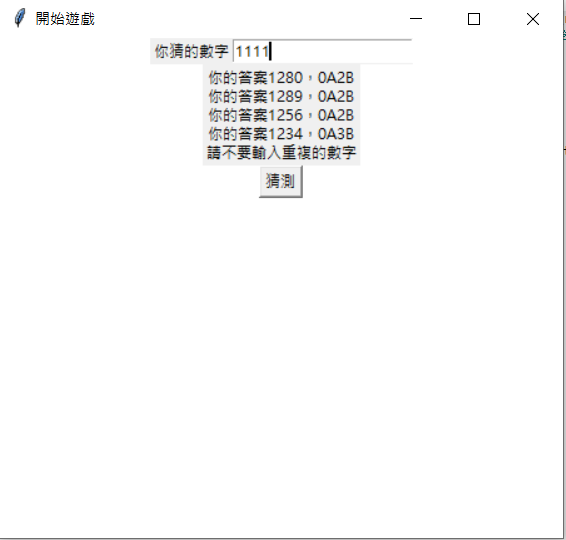 開始遊戲
你猜的數字 1111
你的答案1280，0A2B
你的答案1289，0A2B
你的答案1256，0A2B
你的答案1234，0A3B
請不要輸入重複的數字
猜測